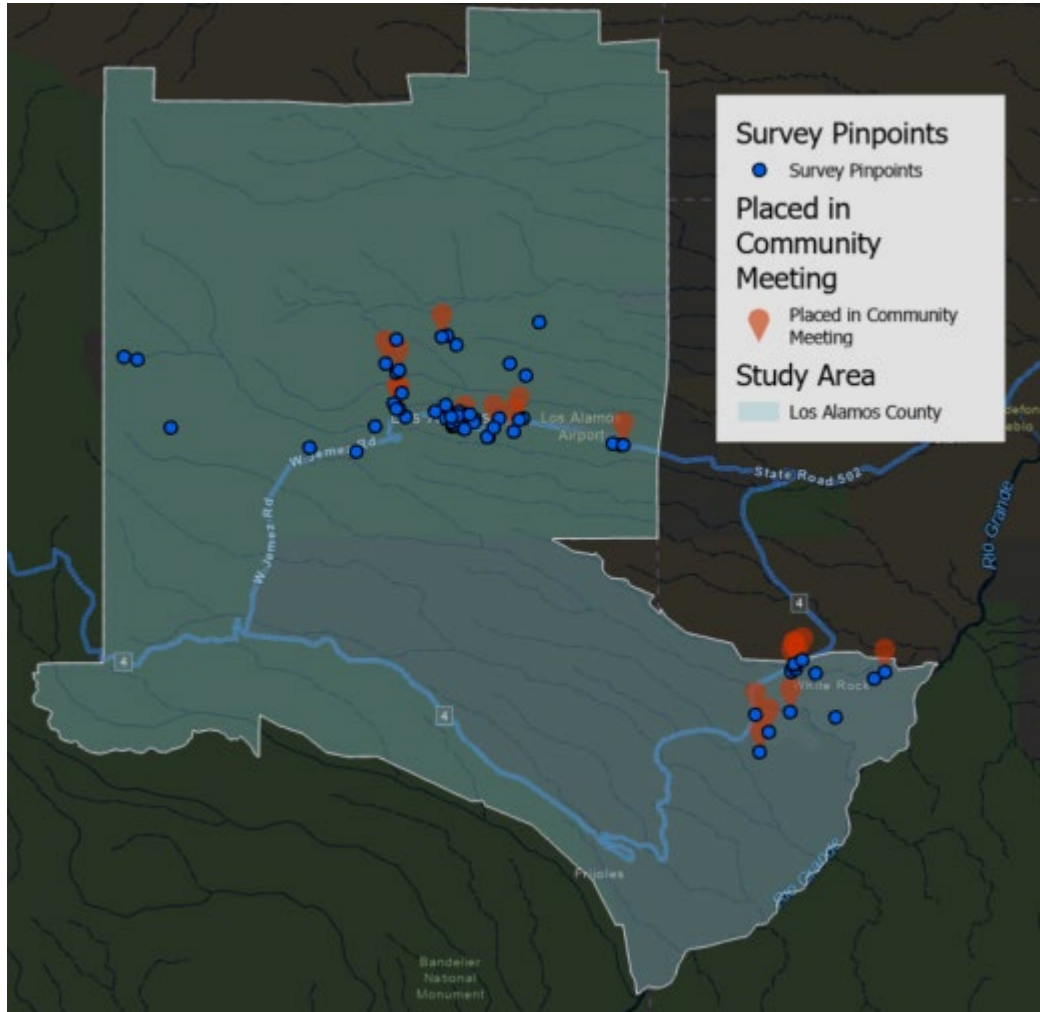 Survey Pinpoints
Survey Pinpoints
Placed in
Community
Meeting
Placed in Community
Meeting
Study Area
Los Alamos County
Los Alamos
Airport
W Jemez Rd
State Road 502
W Jemez Rd
Rio Grande
4
White Rock
4
4
Frijoles
Rio Grande
Bandelier
National
Monument